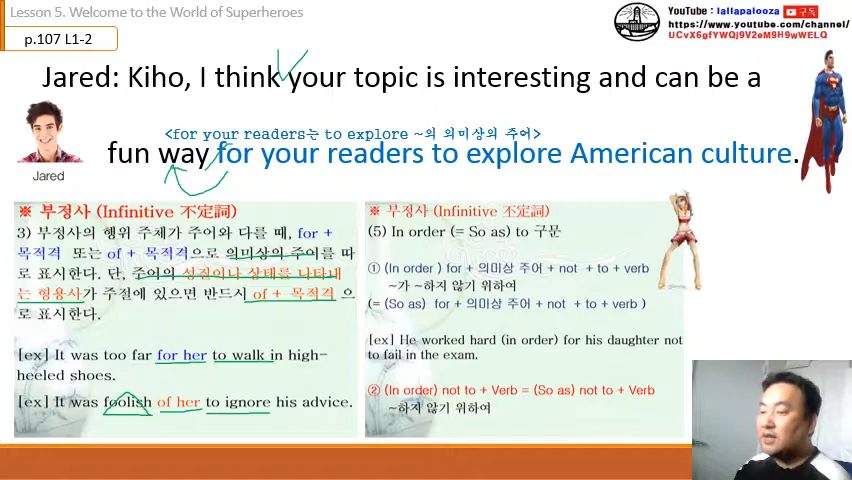 Lesson 5. Welcome to the World of Superheroes
p.107 L1-2
YouTube : lallapalooza 구독
https://www.youtube.com/channel/
UCvX6gfYWQj9V2eM9H9wWELQ
Jared: Kiho, I think your topic is interesting and can be a
<for your readers는 to explore ~의 의미상의 주어>
fun way for your readers to explore American culture.
Jared
※ 부정사 (Infinitive 不定詞)
3) 부정사의 행위 주체가 주어와 다를 때, for +
목적격 또는 of + 목적격으로 의미상의 주어를 따
로 표시한다. 단, 주어의 성질이나 상태를 나타내
는 형용사가 주절에 있으면 반드시 of + 목적격 으
로 표시한다.
[ex] It was too far for her to walk in high-
heeled shoes.
[ex] It was foolish of her to ignore his advice.
※ 부정사 (Infinitive 不定詞)
(5) In order (= So as) to 구문
① (In order ) for + 의미상 주어 + not + to + verb
~가 ~하지 않기 위하여
(= (So as) for + 의미상 주어 + not + to + verb )
[ex] He worked hard (in order) for his daughter not
to fail in the exam.
② (In order) not to + Verb = (So as) not to + Verb
~하지 않기 위하여